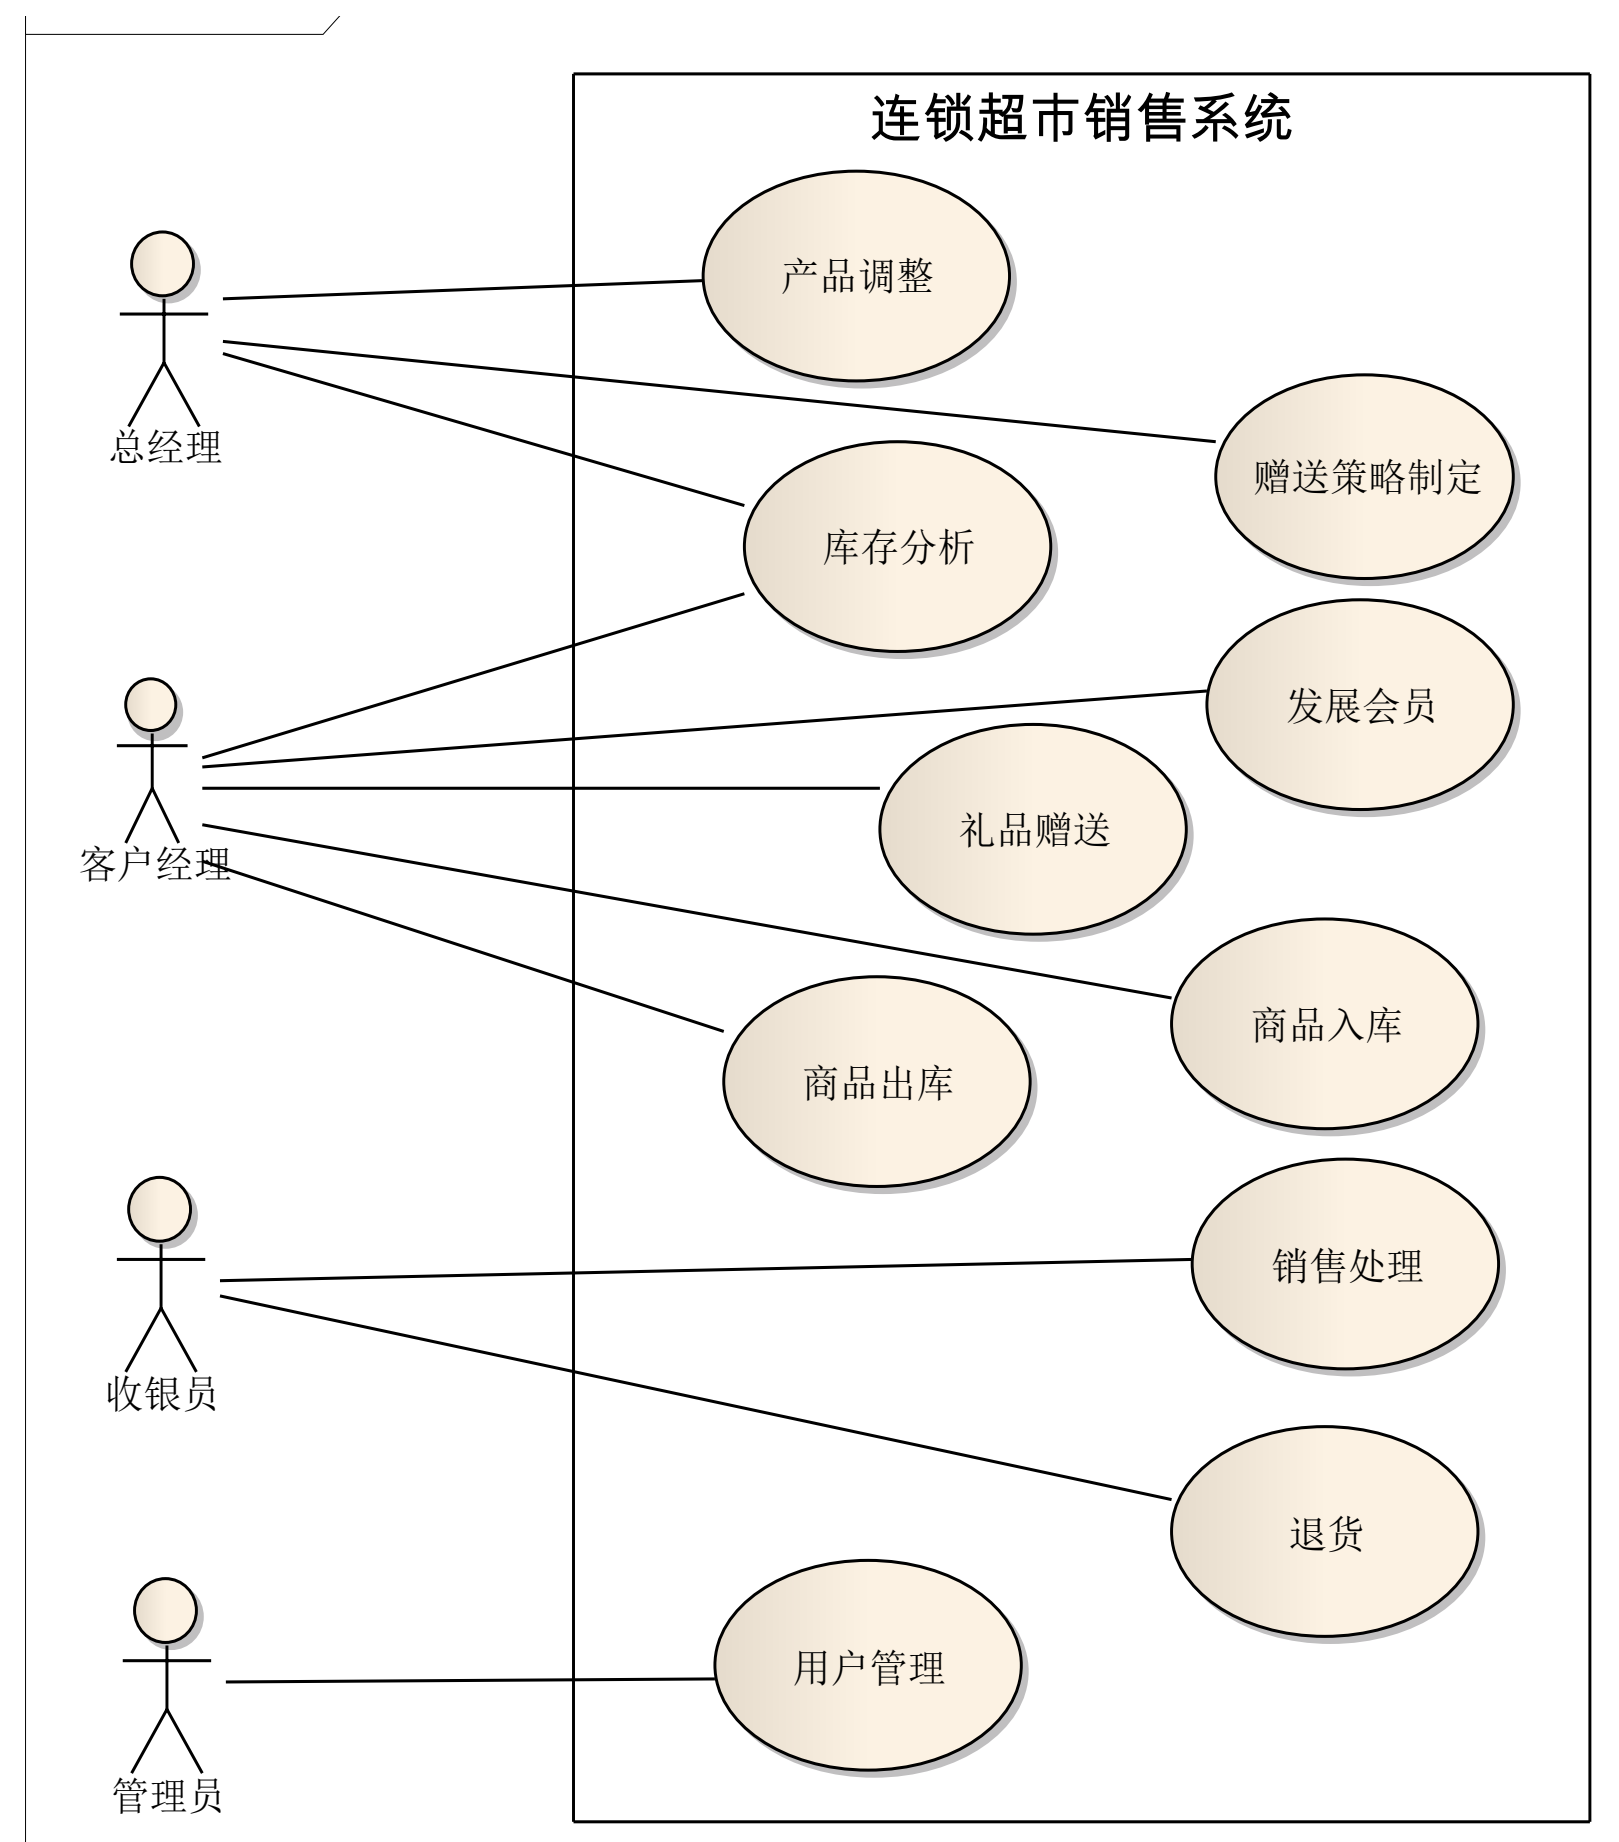 连锁超市销售系统
产品调整
总经理
赠送策略制定
库存分析
发展会员
礼品赠送
客户经理
商品入库
商品出库
销售处理
收银员
退货
用户管理
管理员